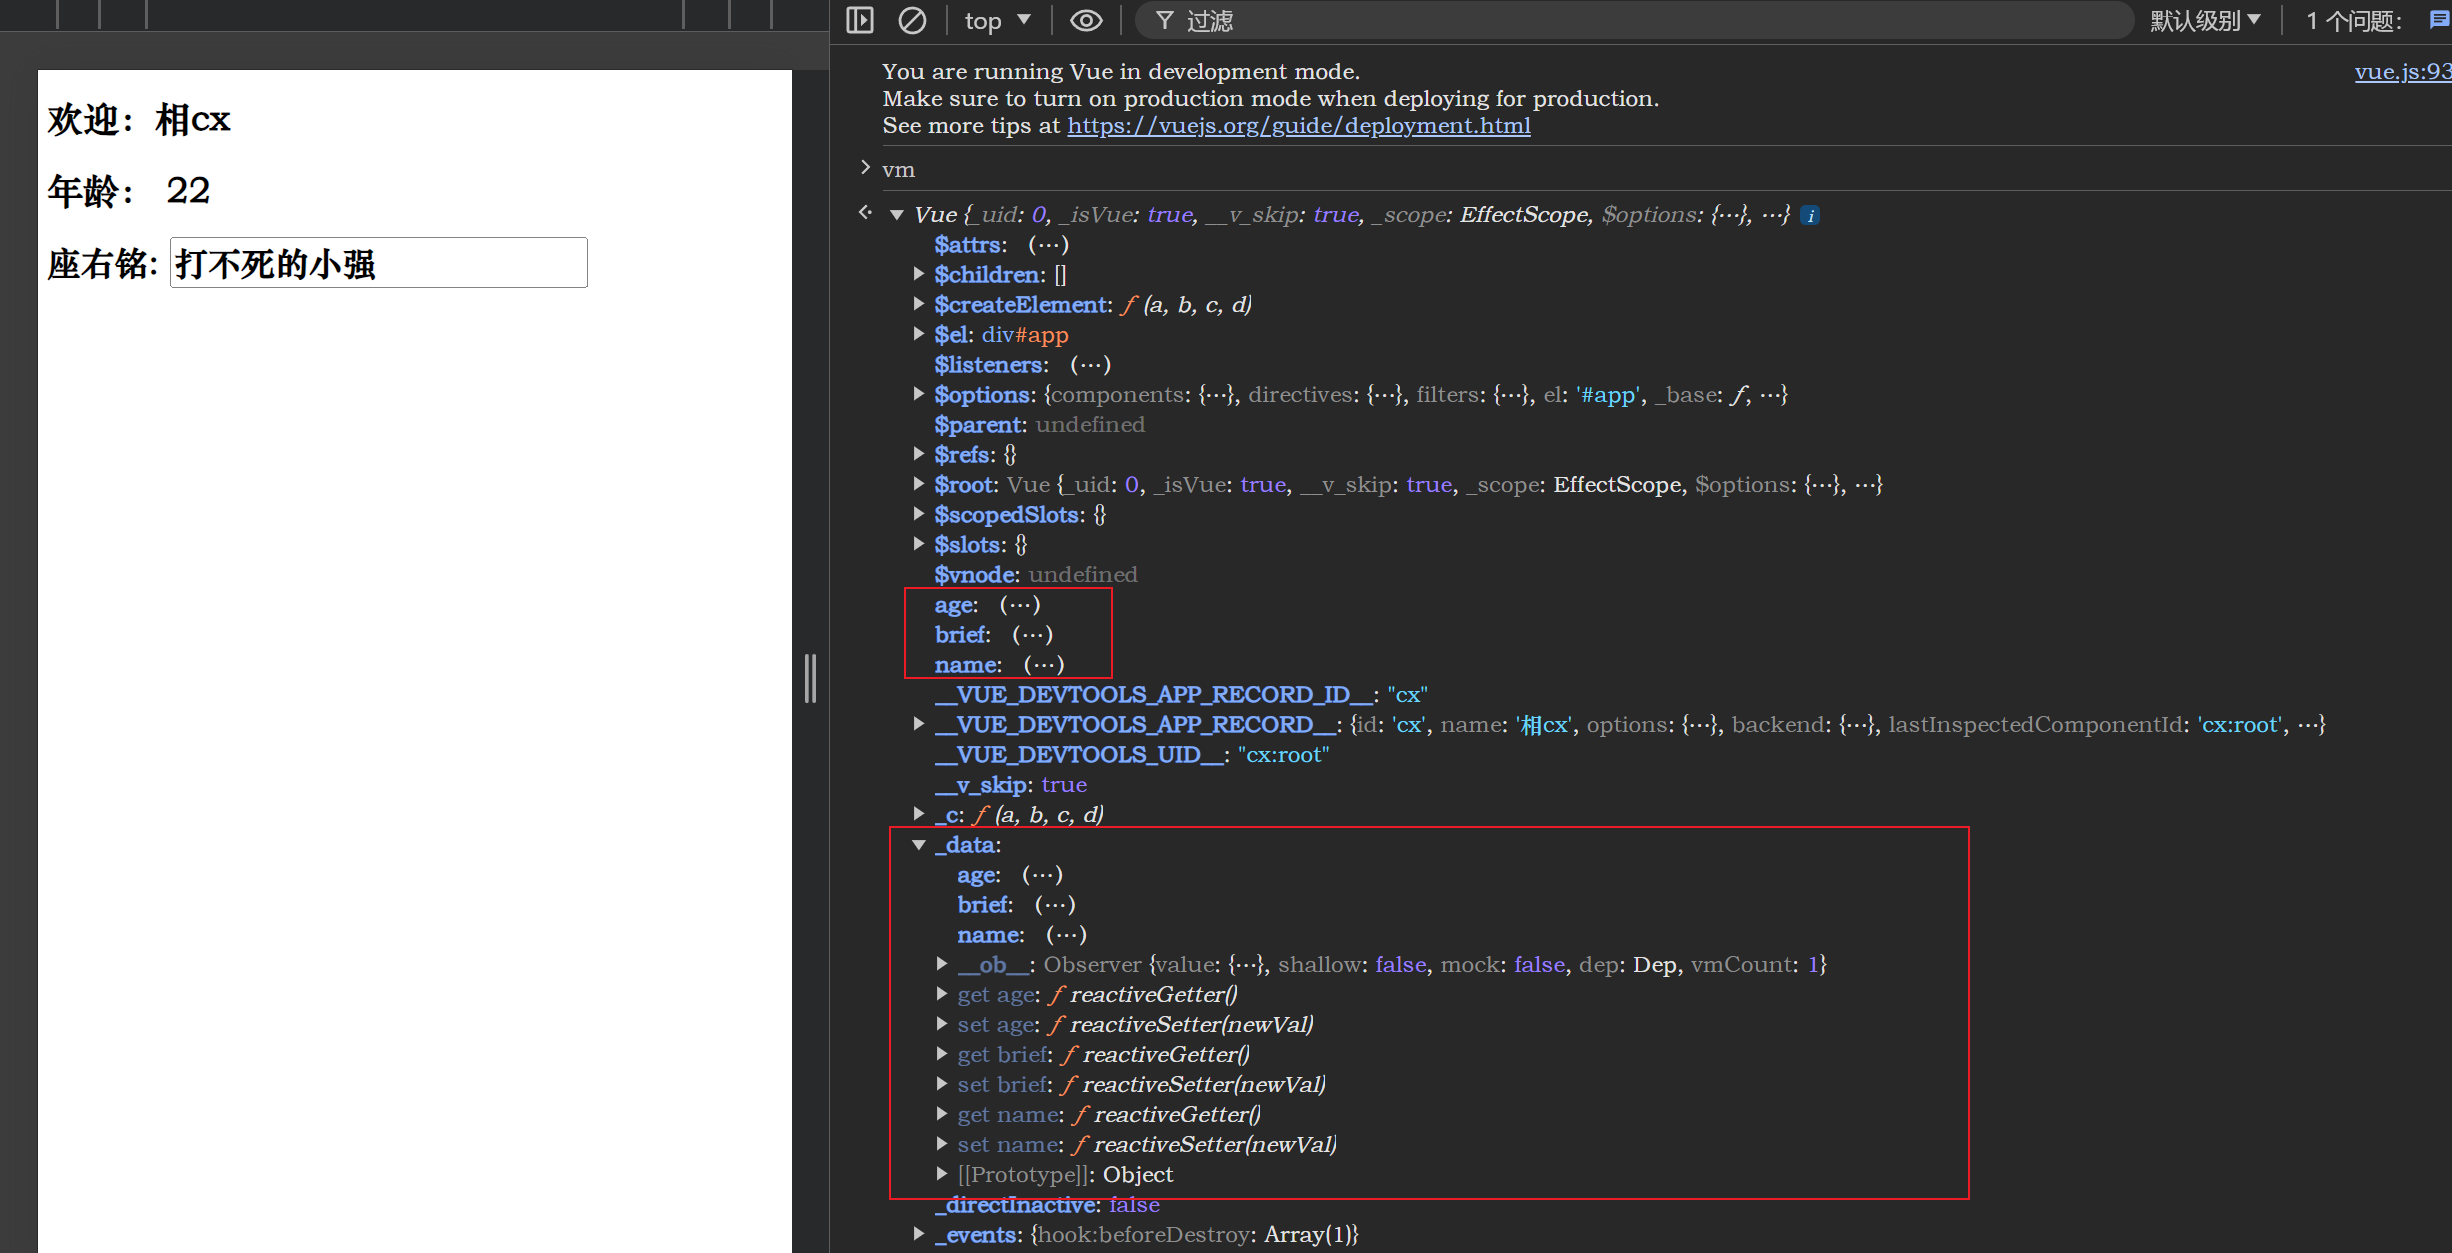 欢迎：相cx
年龄： 22
座右铭: 打不死的小强
top
过滤
默认级别
1 个问题：
You are running Vue in development mode.
vue.js:93
Make sure to turn on production mode when deploying for production.
See more tips at https://vuejs.org/guide/deployment.html
vm
Vue {_uid: 0, _isVue: true, __v_skip: true, _scope: EffectScope, $options: {…}, …}
$attrs: (…)
$children: []
$createElement: ƒ (a, b, c, d)
$el: div#app
$listeners: (…)
$options: {components: {…}, directives: {…}, filters: {…}, el: '#app', _base: ƒ, …}
$parent: undefined
$refs: {}
$root: Vue {_uid: 0, _isVue: true, __v_skip: true, _scope: EffectScope, $options: {…}, …}
$scopedSlots: {}
$slots: {}
$vnode: undefined
age: (…)
brief: (…)
name: (…)
__VUE_DEVTOOLS_APP_RECORD_ID__: "cx"
__VUE_DEVTOOLS_APP_RECORD__: {id: 'cx', name: '相cx', options: {…}, backend: {…}, lastInspectedComponentId: 'cx:root', …}
__VUE_DEVTOOLS_UID__: "cx:root"
__v_skip: true
_c: ƒ (a, b, c, d)
_data:
age: (…)
brief: (…)
name: (…)
__ob__: Observer {value: {…}, shallow: false, mock: false, dep: Dep, vmCount: 1}
get age: ƒ reactiveGetter()
set age: ƒ reactiveSetter(newVal)
get brief: ƒ reactiveGetter()
set brief: ƒ reactiveSetter(newVal)
get name: ƒ reactiveGetter()
set name: ƒ reactiveSetter(newVal)
[[Prototype]]: Object
_directInactive: false
_events: {hook:beforeDestroy: Array(1)}